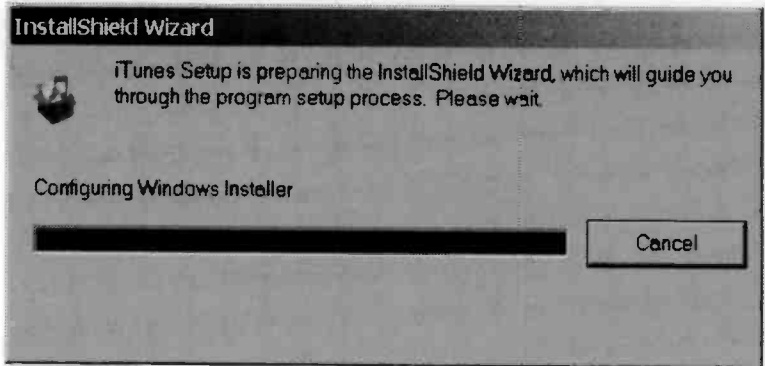 InstallShield Wizard
iTunes Setup is preparing the InstallShield Wizard, which will guide you
through the program setup process. Please wait.
Configuring Windows Installer
Cancel